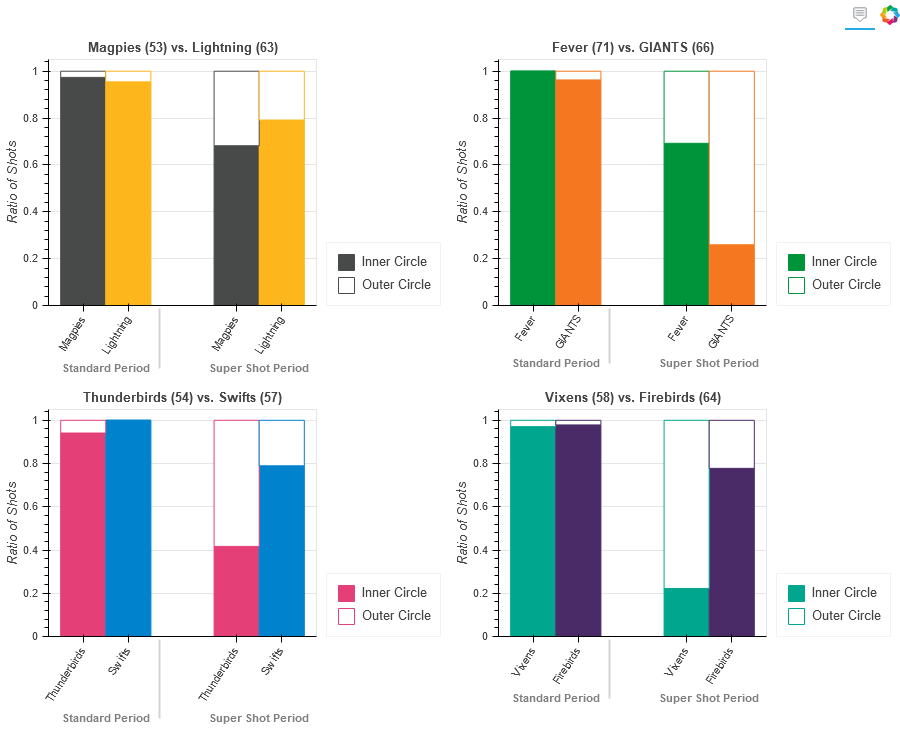 Magpies (53) vs. Lightning (63)
Ratio of Shots
1
0.8
0.6
0.4
0.2
0
Magpies
Lightning
Magpies
Lightning
Standard Period
Super Shot Period
Inner Circle
Outer Circle
Fever (71) vs. GIANTS (66)
Ratio of Shots
1
0.8
0.6
0.4
0.2
0
Fever
GIANTS
Fever
GIANTS
Standard Period
Super Shot Period
Inner Circle
Outer Circle
Thunderbirds (54) vs. Swifts (57)
Ratio of Shots
1
0.8
0.6
0.4
0.2
0
Thunderbirds
Swifts
Thunderbirds
Swifts
Standard Period
Super Shot Period
Inner Circle
Outer Circle
Vixens (58) vs. Firebirds (64)
Ratio of Shots
1
0.8
0.6
0.4
0.2
0
Vixens
Firebirds
Vixens
Firebirds
Standard Period
Super Shot Period
Inner Circle
Outer Circle